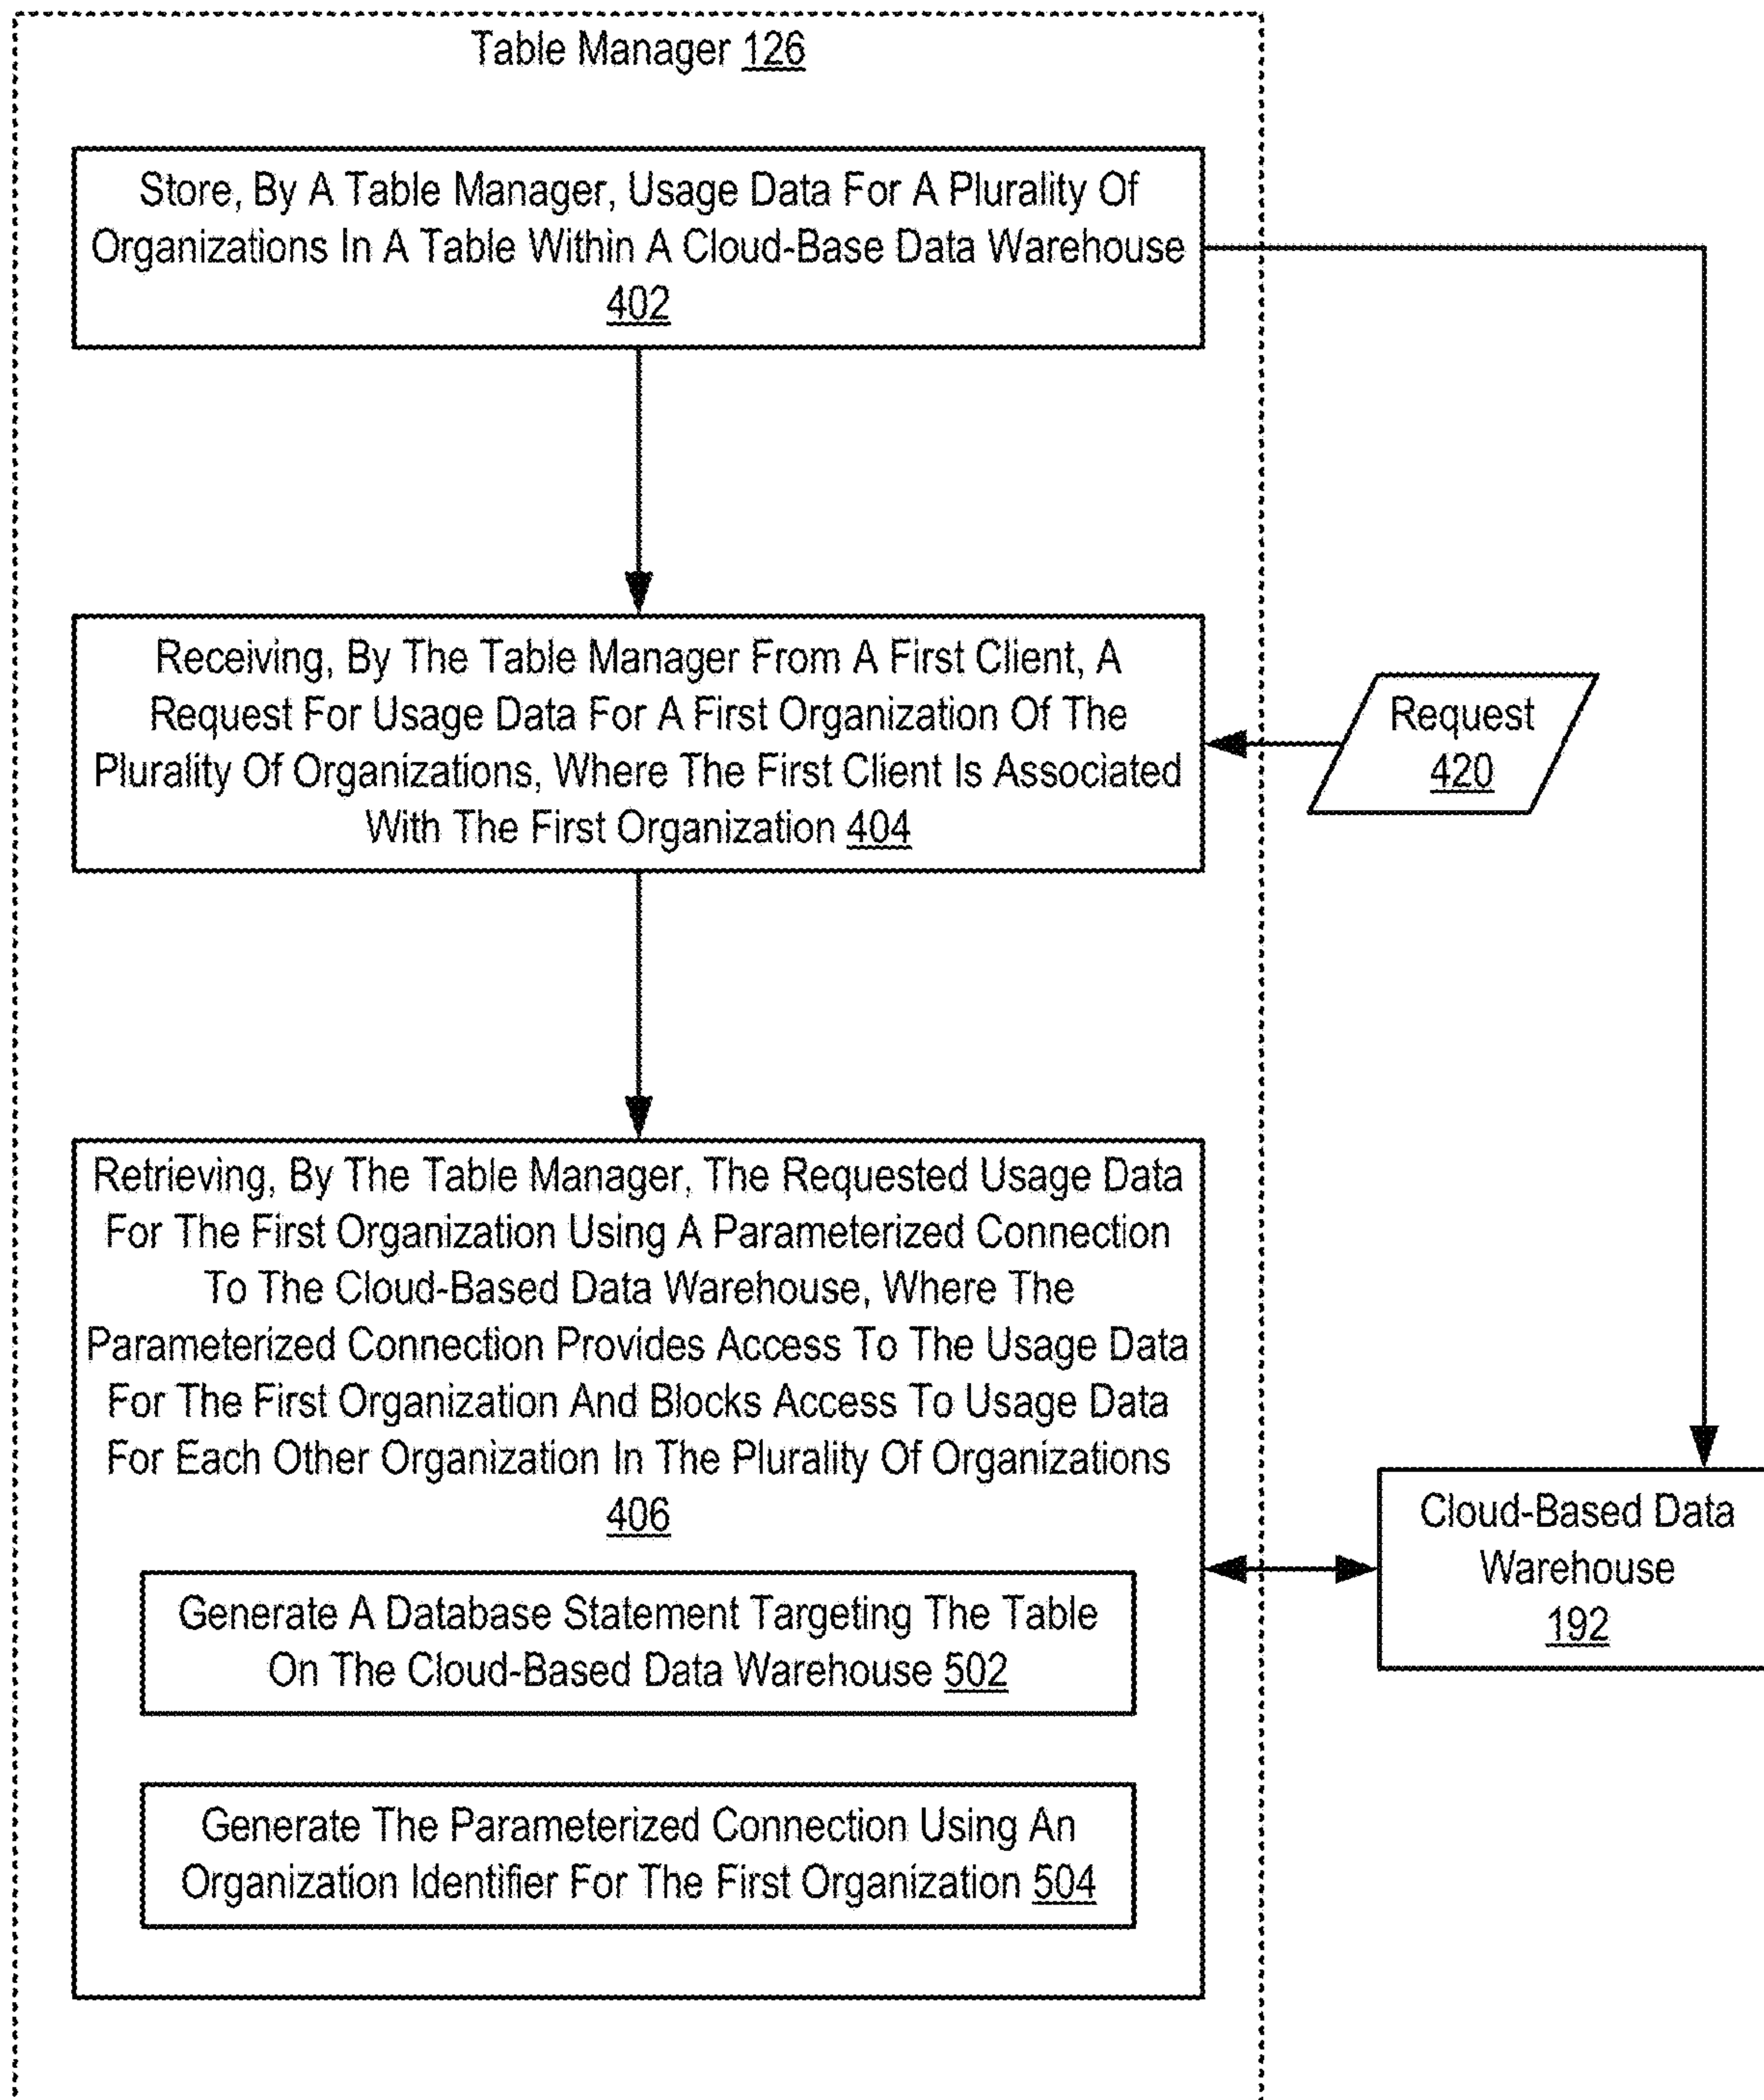 Table Manager 126
Store, By A Table Manager, Usage Data For A Plurality Of
Organizations In A Table Within A Cloud-Base Data Warehouse
402
Receiving, By The Table Manager From A First Client, A
Request For Usage Data For A First Organization Of The
Plurality Of Organizations, Where The First Client Is Associated
With The First Organization 404
Request
420
Retrieving, By The Table Manager, The Requested Usage Data
For The First Organization Using A Parameterized Connection
To The Cloud-Based Data Warehouse, Where The
Parameterized Connection Provides Access To The Usage Data
For The First Organization And Blocks Access To Usage Data
For Each Other Organization In The Plurality Of Organizations
406
Generate A Database Statement Targeting The Table
On The Cloud-Based Data Warehouse 502
Generate The Parameterized Connection Using An
Organization Identifier For The First Organization 504
Cloud-Based Data
Warehouse
192